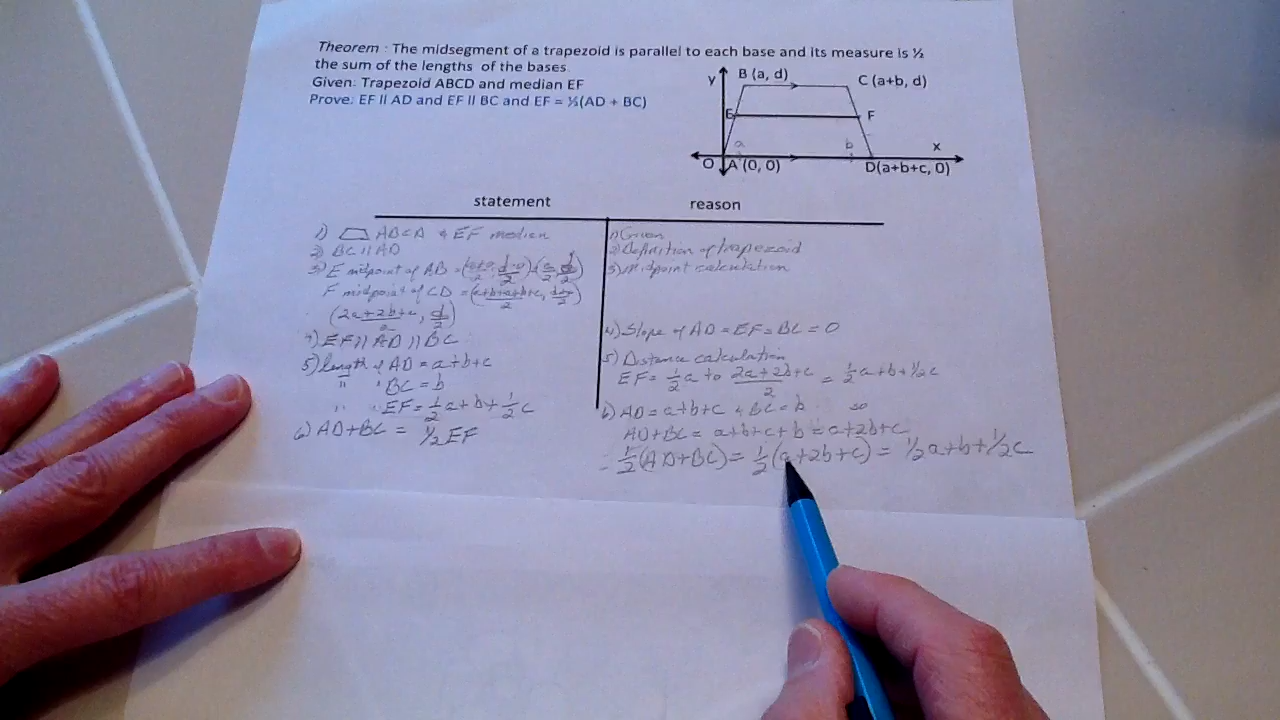 Theorem : The midsegment of a trapezoid is parallel to each base and its measure is ½
the sum of the lengths of the bases.
Given: Trapezoid ABCD and median EF
Prove: EF ll AD and EF ll BC and EF = ½(AD + BC)
y
B (a, d)
C (a+b, d)
E
F
a
b
x
O
A (0, 0)
D(a+b+c, 0)
statement
reason
1) ABCD & EF median
1) Given
2) BC || AD
2) Definition of trapezoid
3) E midpoint of AB =
3) Midpoint calculation
F midpoint of CD =
(2a+2b+c, d/2)
4) EF || AD || BC
4) Slope of AD = EF = BC = 0
5) length of AD = a+b+c
5) Distance calculation
EF = ½a to 2a+2b+c/2 = ½a+b+½c
" " BC = b
" " EF = ½a+b+½c
6) AD = a+b+c & BC = b so
6) AD+BC = ½EF
AD+BC = a+b+c+b = a+2b+c
½(AD+BC) = ½(a+2b+c) = ½a+b+½c